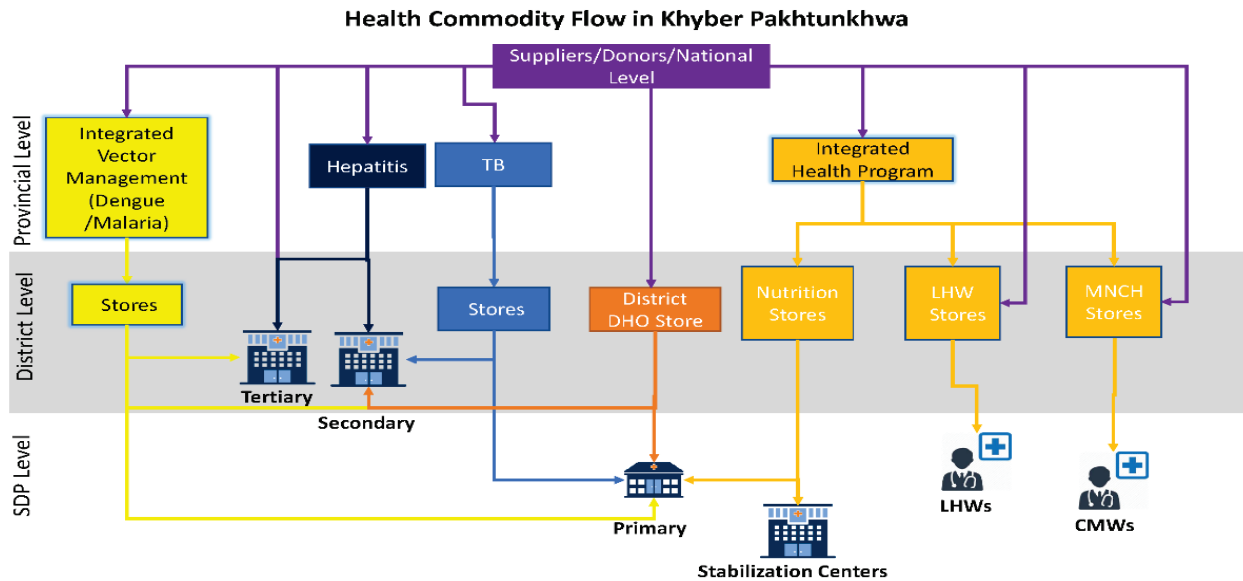 Health Commodity Flow in Khyber Pakhtunkhwa
Suppliers/Donors/National
Level
Provincial Level
Integrated
Vector
Management
(Dengue
/Malaria)
Hepatitis
TB
Integrated
Health Program
District Level
Stores
Stores
District
DHO Store
Nutrition
Stores
LHW
Stores
MNCH
Stores
Tertiary
Secondary
SDP Level
Primary
Stabilization Centers
LHWs
CMWs